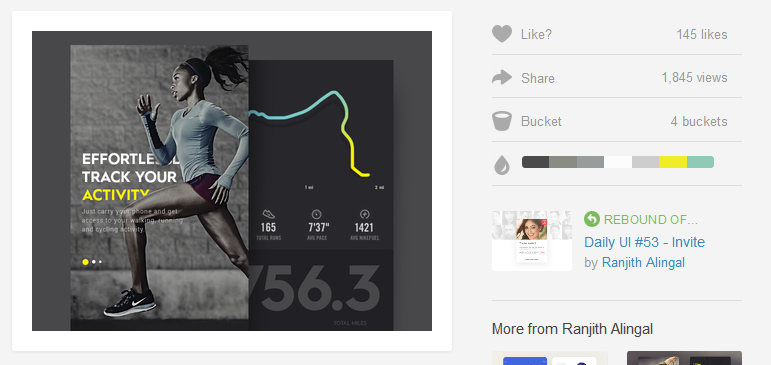 EFFORTLESSL
TRACK YOUR
ACTIVITY
Just carry your phone and get
access to your walking, running
and cycling activity.
1 mi
3 mi
165
TOTAL RUNS
7'37"
AVG PACE
1421
AVG NIKEFUEL
756.3
TOTAL MILES
Like?
145 likes
Share
1,845 views
Bucket
4 buckets
REBOUND OF...
Daily UI #53 - Invite
by Ranjith Alingal
More from Ranjith Alingal